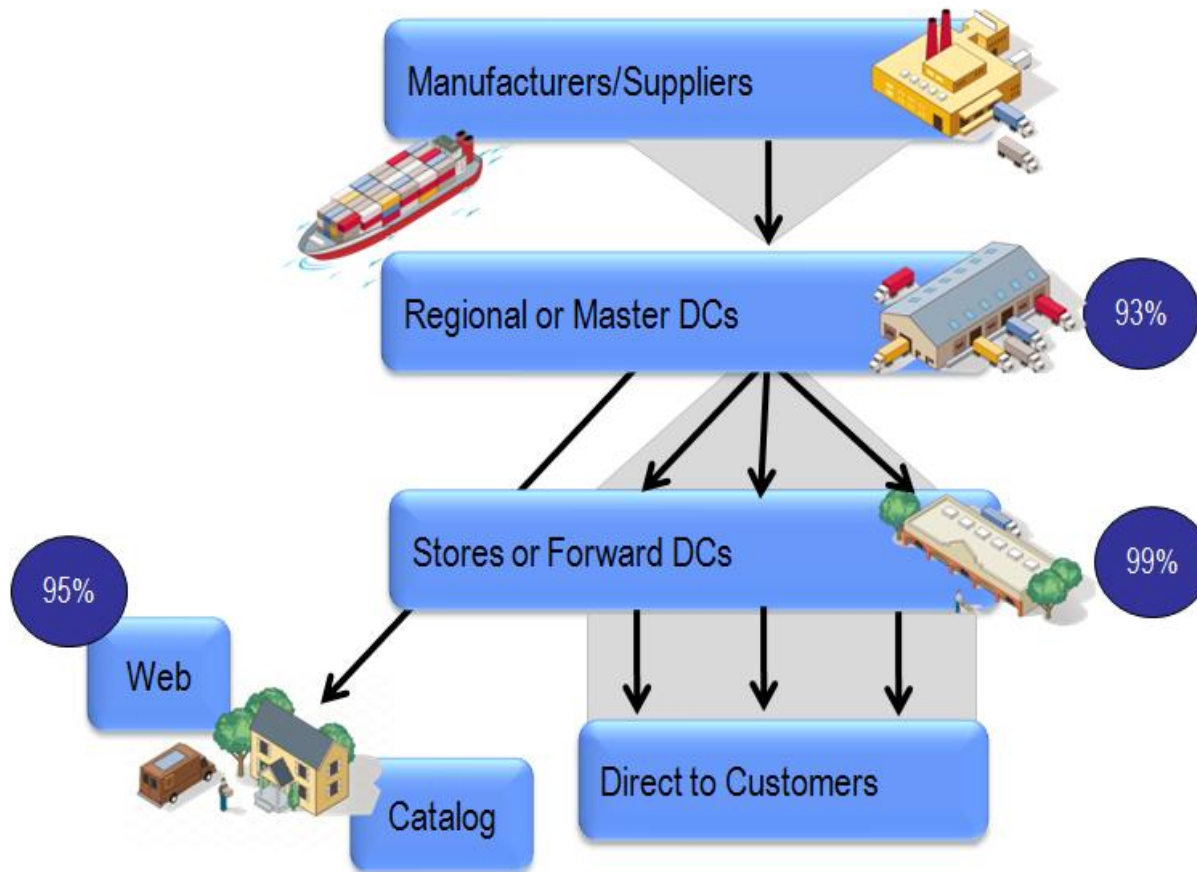 Manufacturers/Suppliers
Regional or Master DCs
93%
Stores or Forward DCs
99%
95%
Web
Direct to Customers
Catalog